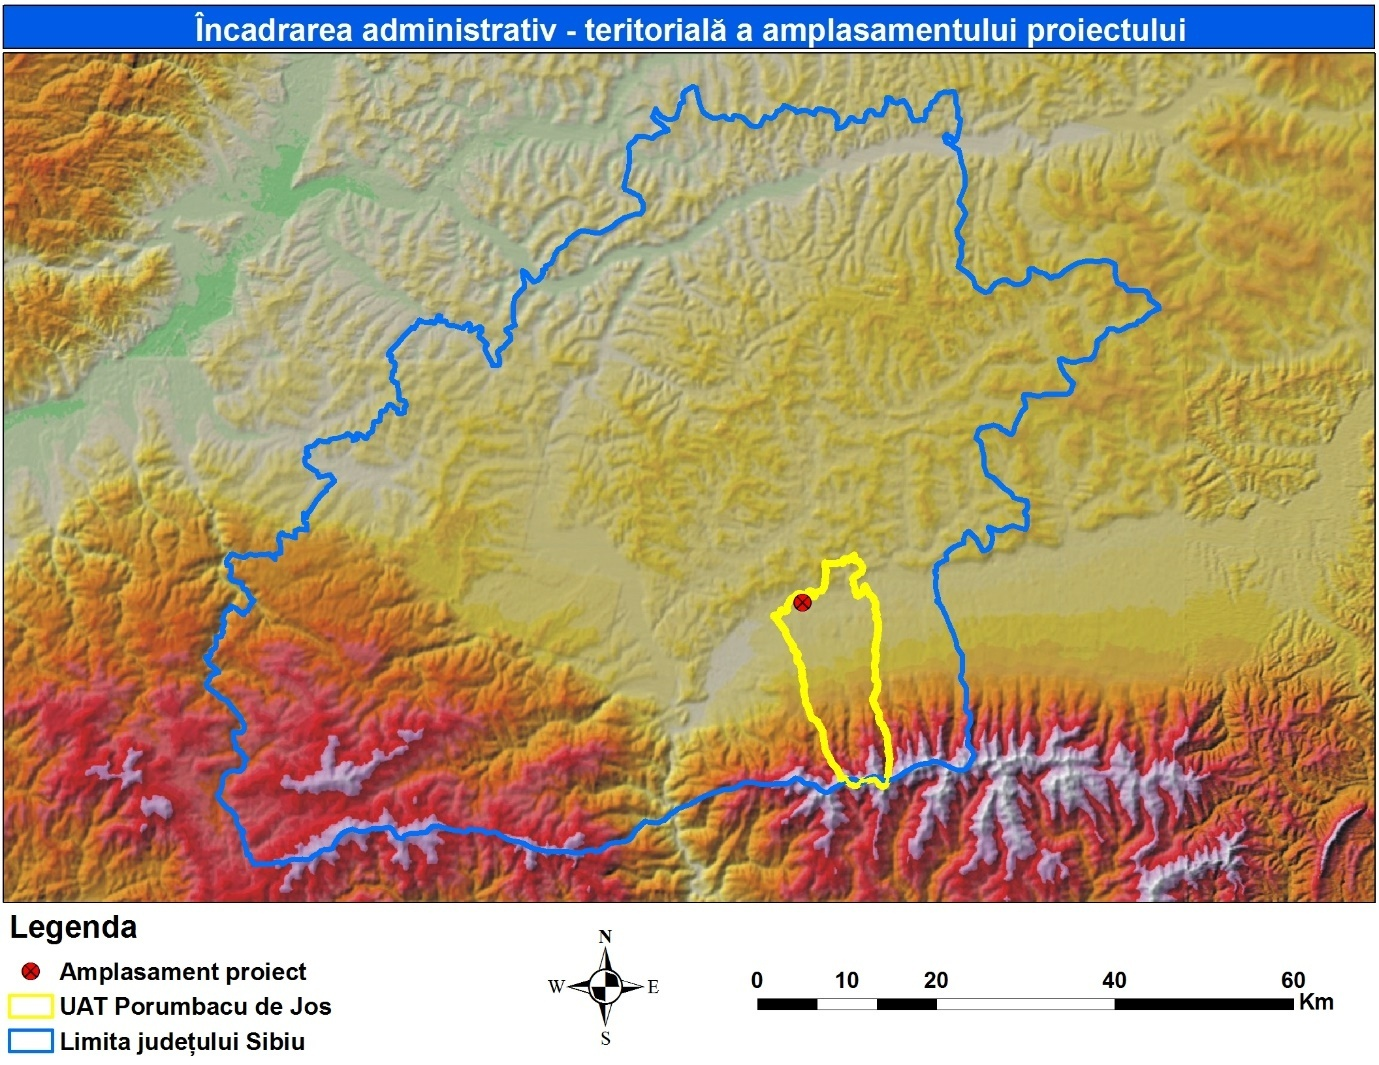 Încadrarea administrativ - teritorială a amplasamentului proiectului
Legenda
Amplasament proiect
UAT Porumbacu de Jos
Limita județului Sibiu
N
W E
S
0 10 20 40 60
Km